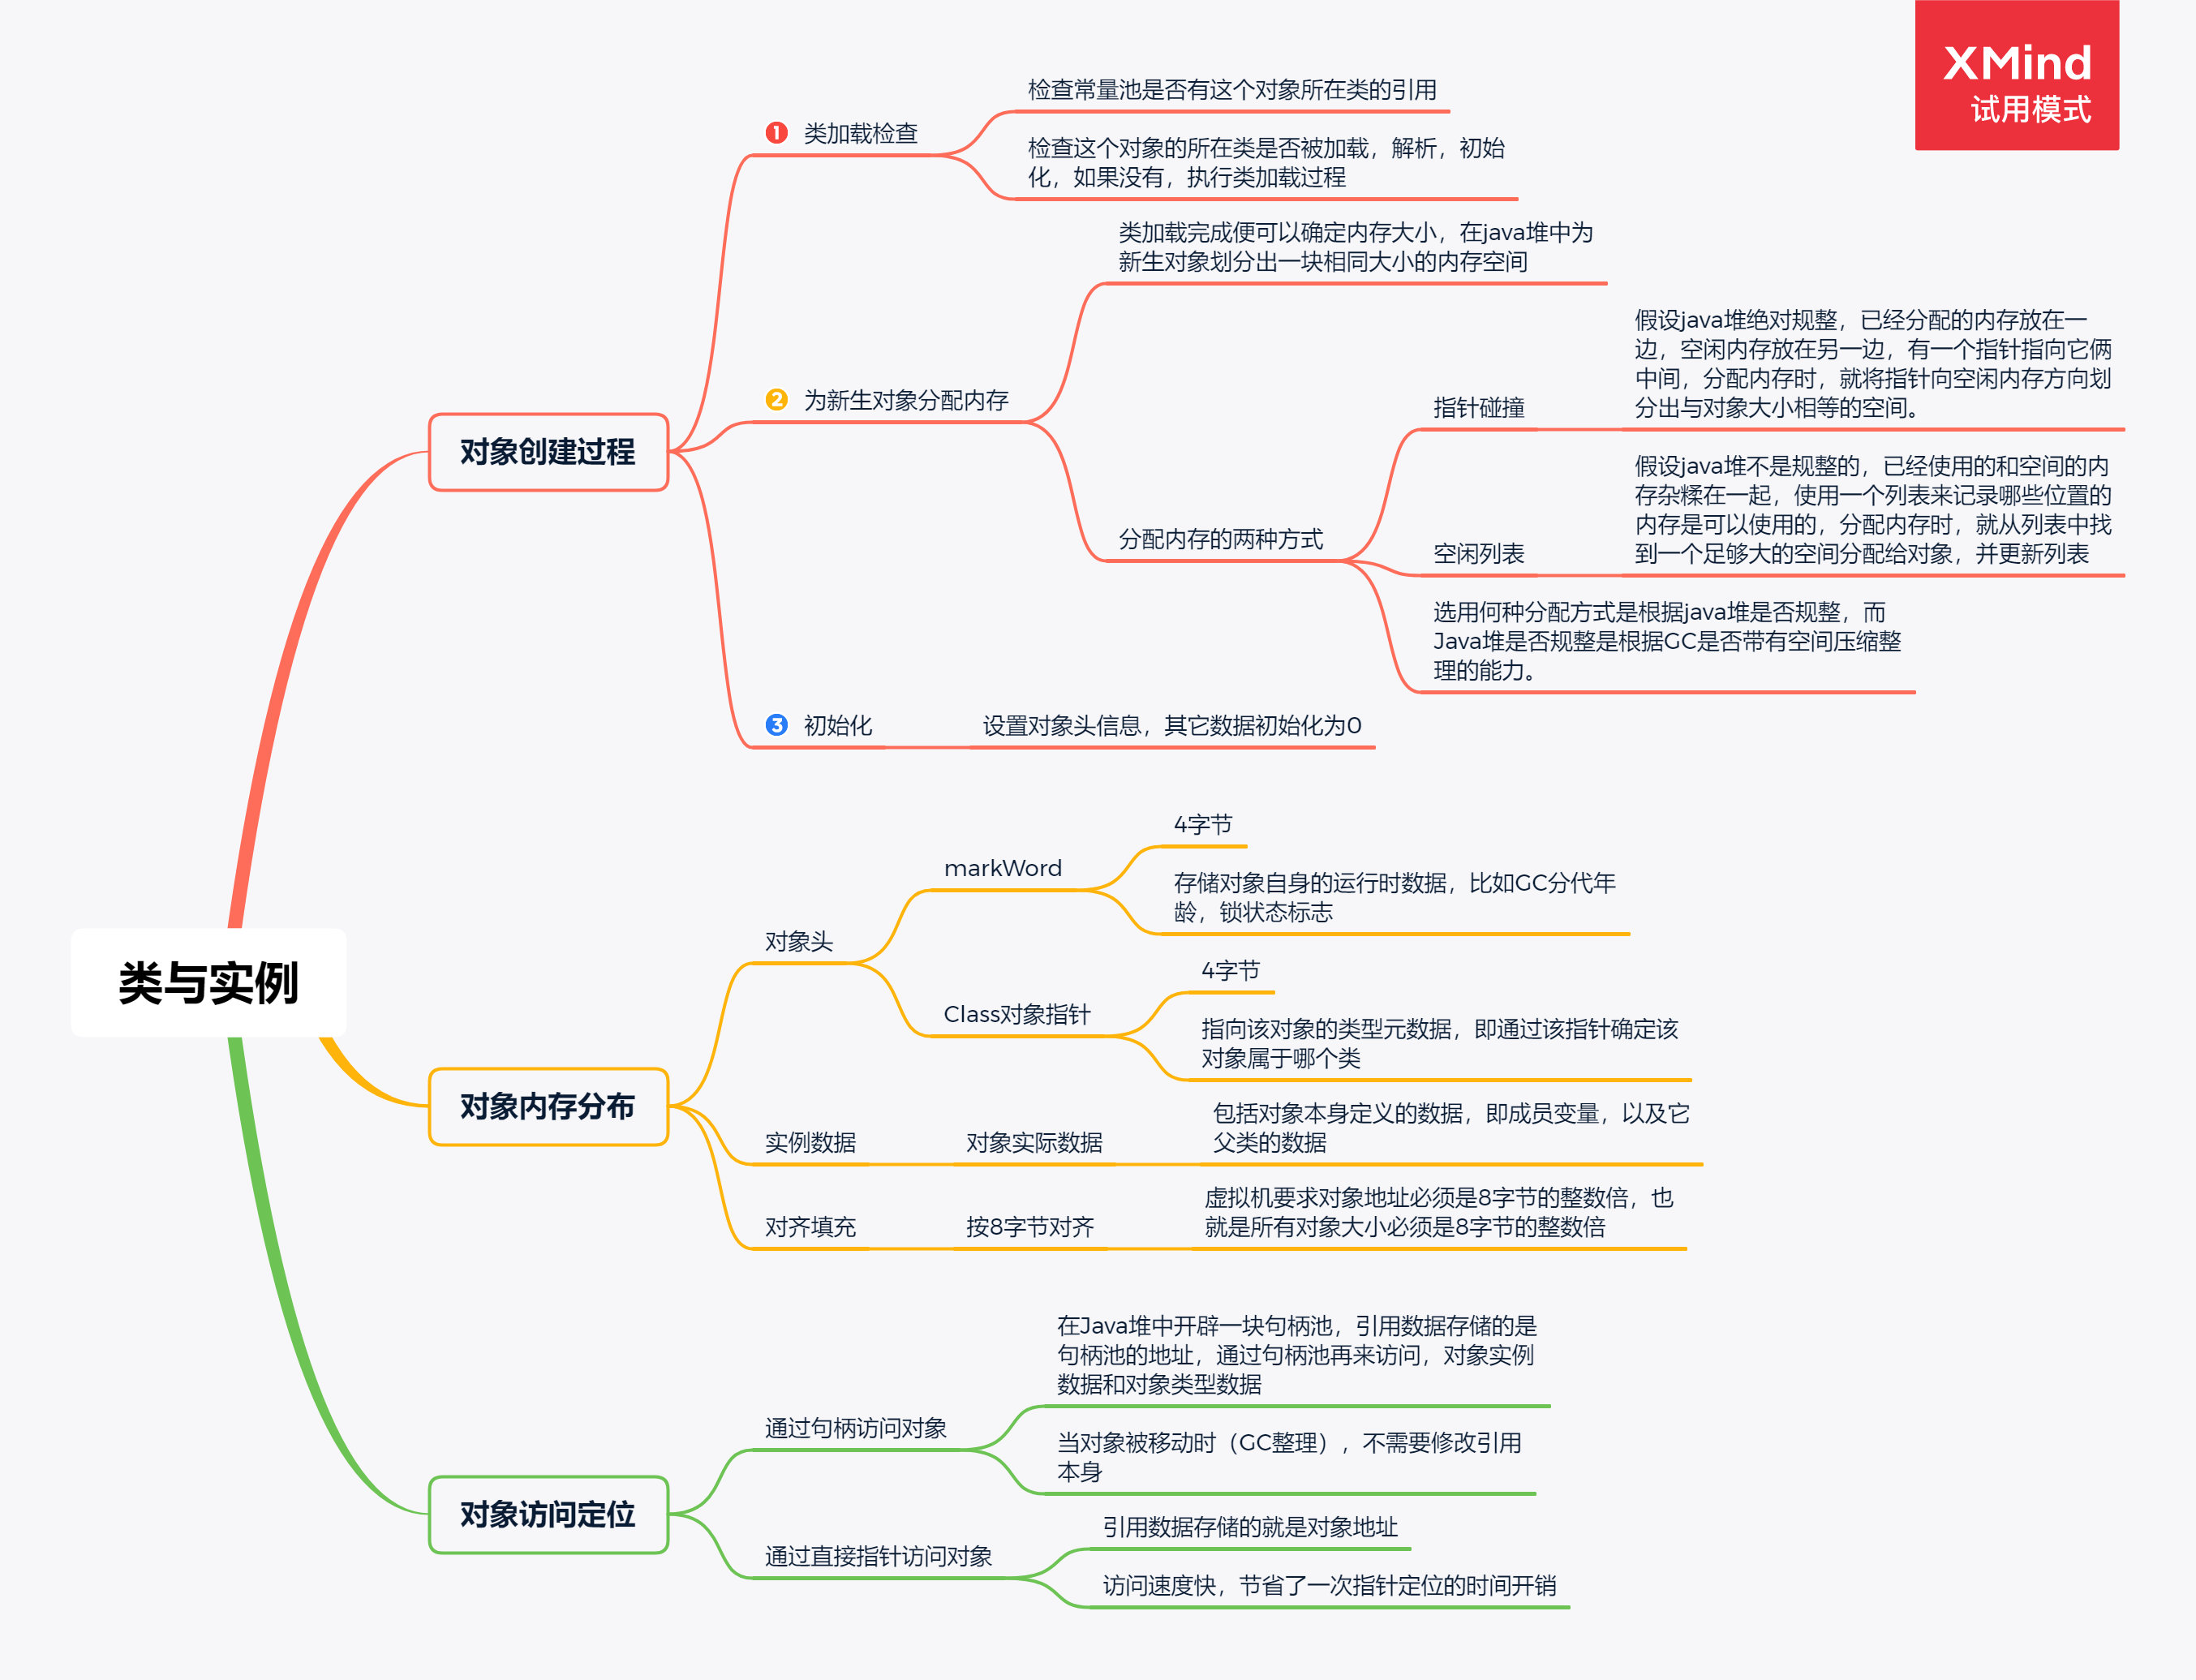 XMind
试用模式
类与实例
对象创建过程
❶ 类加载检查
检查常量池是否有这个对象所在类的引用
检查这个对象的所在类是否被加载，解析，初始
化，如果没有，执行类加载过程
❷ 为新生对象分配内存
类加载完成便可以确定内存大小，在java堆中为
新生对象划分出一块相同大小的内存空间
分配内存的两种方式
指针碰撞
假设java堆绝对规整，已经分配的内存放在一
边，空闲内存放在另一边，有一个指针指向它俩
中间，分配内存时，就将指针向空闲内存方向划
分出与对象大小相等的空间。
空闲列表
假设java堆不是规整的，已经使用的和空间的内
存杂糅在一起，使用一个列表来记录哪些位置的
内存是可以使用的，分配内存时，就从列表中找
到一个足够大的空间分配给对象，并更新列表
选用何种分配方式是根据java堆是否规整，而
Java堆是否规整是根据GC是否带有空间压缩整
理的能力。
❸ 初始化
设置对象头信息，其它数据初始化为0
对象内存分布
对象头
markWord
4字节
存储对象自身的运行时数据，比如GC分代年
龄，锁状态标志
Class对象指针
4字节
指向该对象的类型元数据，即通过该指针确定该
对象属于哪个类
实例数据
对象实际数据
包括对象本身定义的数据，即成员变量，以及它
父类的数据
对齐填充
按8字节对齐
虚拟机要求对象地址必须是8字节的整数倍，也
就是所有对象大小必须是8字节的整数倍
对象访问定位
通过句柄访问对象
在Java堆中开辟一块句柄池，引用数据存储的是
句柄池的地址，通过句柄池再来访问，对象实例
数据和对象类型数据
当对象被移动时（GC整理），不需要修改引用
本身
通过直接指针访问对象
引用数据存储的就是对象地址
访问速度快，节省了一次指针定位的时间开销